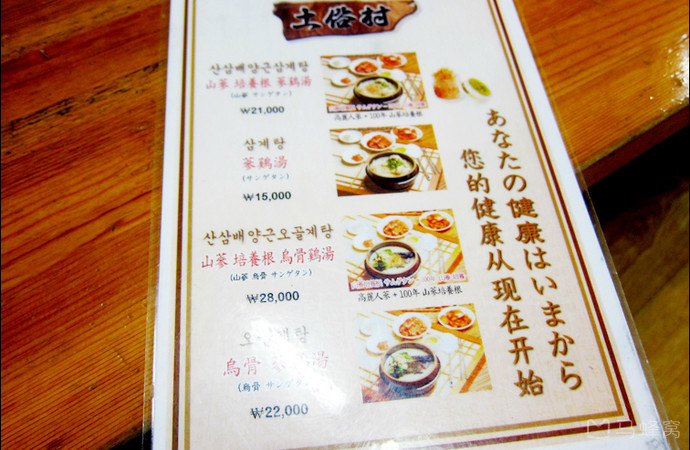 土俗村
산삼배양근삼계탕
山蔘 培養根 蔘鷄湯
(山蔘 サンゲタン)
₩21,000
高麗人蔘 + 100年 山蔘培養根
삼계탕
蔘鷄湯
(サンゲタン)
₩15,000
산삼배양근오골계탕
山蔘 培養根 烏骨鷄湯
(山蔘 烏骨 サンゲタン)
₩28,000
高麗人蔘 + 100年 山蔘培養根
오 계탕
烏骨 湯
(烏骨 サンゲタン)
₩22,000
あなたの健康はいまから
您的健康从现在开始
马蜂窝